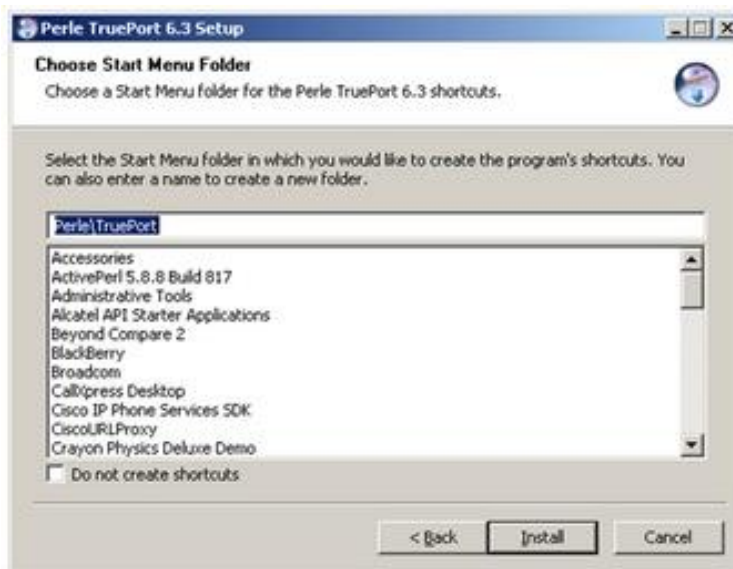 Perle TruePort 6.3 Setup
Choose Start Menu Folder
Choose a Start Menu folder for the Perle TruePort 6.3 shortcuts.
Select the Start Menu folder in which you would like to create the program's shortcuts. You
can also enter a name to create a new folder.
Perle\TruePort
Accessories
ActivePerl 5.8.8 Build 817
Administrative Tools
Alcatel API Starter Applications
Beyond Compare 2
BlackBerry
Broadcom
CallXpress Desktop
Cisco IP Phone Services SDK
CiscoURLProxy
Crayon Physics Deluxe Demo
Do not create shortcuts
< Back
Install
Cancel